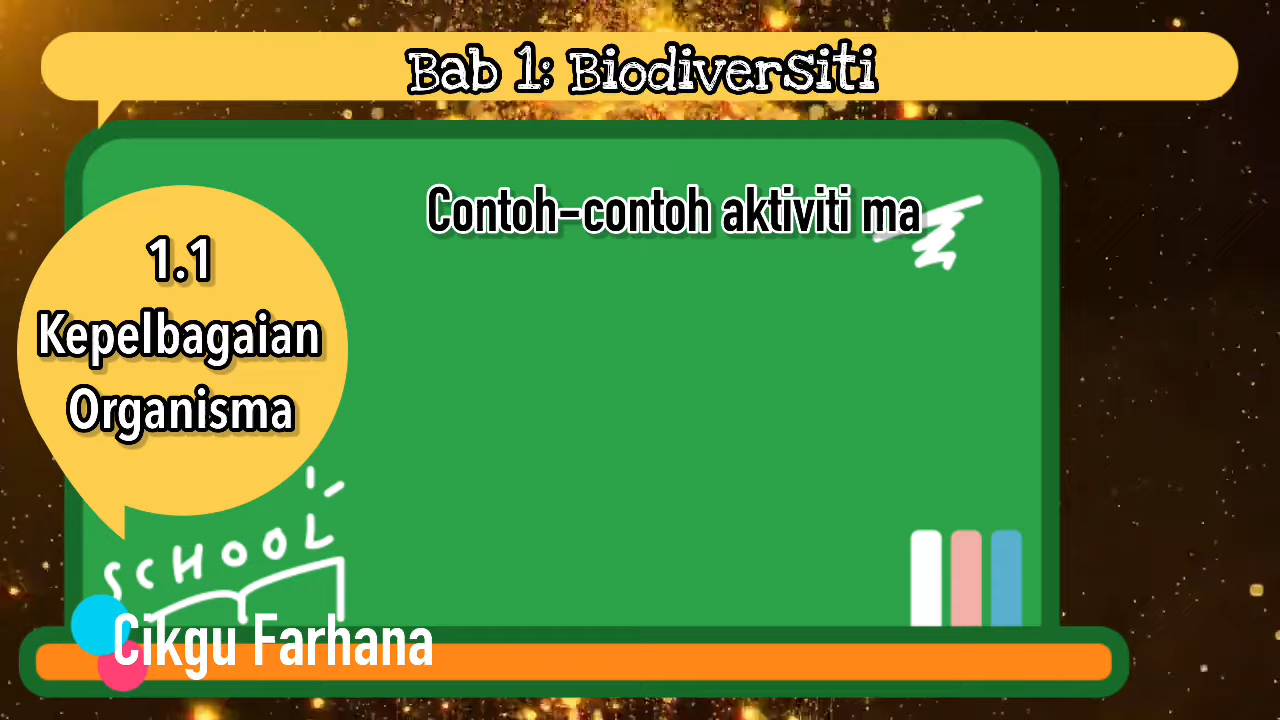 Bab 1: Biodiversiti
Contoh-contoh aktiviti ma
1.1
Kepelbagaian
Organisma
SCHOOL
Cikgu Farhana